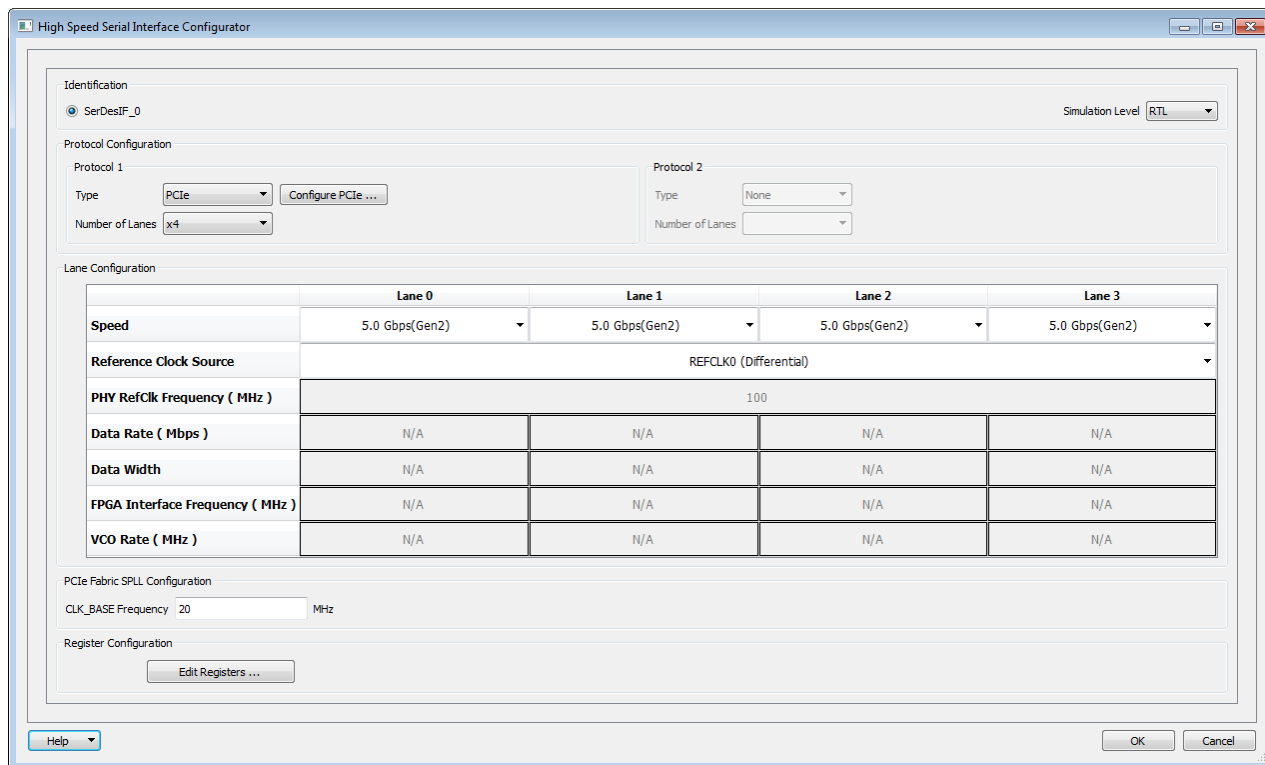 High Speed Serial Interface Configurator
Identification
SerDesIF_0
Simulation Level RTL
Protocol Configuration
Protocol 1
Protocol 2
Type PCIe Configure PCIe ...
Type None
Number of Lanes x4
Number of Lanes
Lane Configuration
Lane 0 Lane 1 Lane 2 Lane 3
Speed 5.0 Gbps(Gen2) 5.0 Gbps(Gen2) 5.0 Gbps(Gen2) 5.0 Gbps(Gen2)
Reference Clock Source REFCLK0 (Differential)
PHY RefClk Frequency ( MHz ) 100
Data Rate ( Mbps ) N/A N/A N/A N/A
Data Width N/A N/A N/A N/A
FPGA Interface Frequency ( MHz ) N/A N/A N/A N/A
VCO Rate ( MHz ) N/A N/A N/A N/A
PCIe Fabric SPLL Configuration
CLK_BASE Frequency 20 MHz
Register Configuration
Edit Registers ...
Help OK Cancel